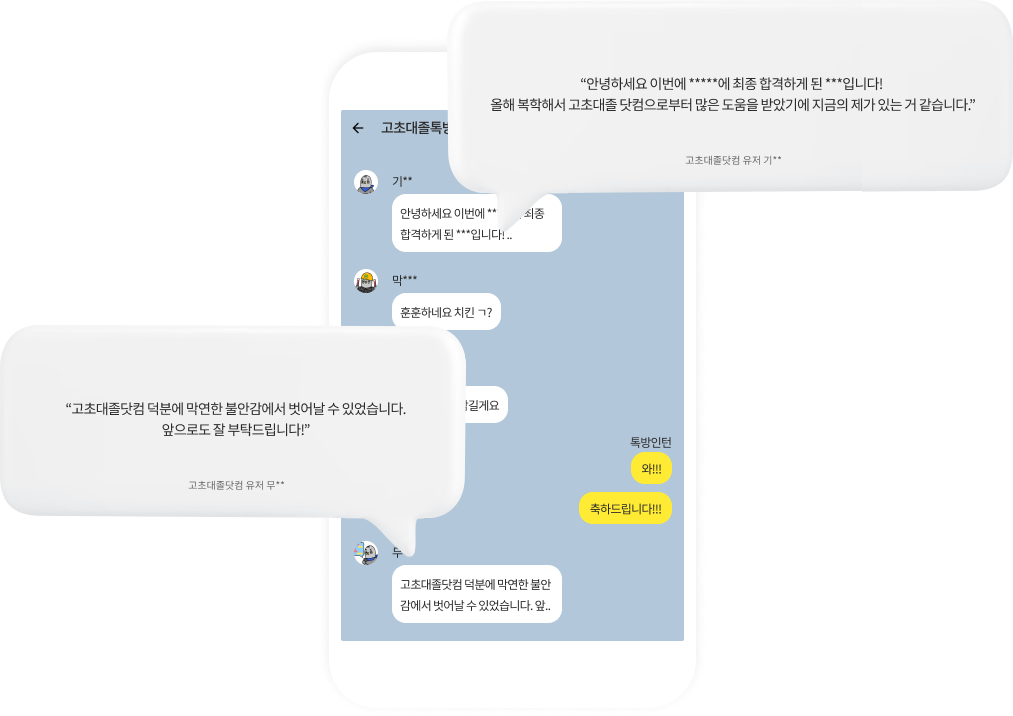 “안녕하세요 이번에 *****에 최종 합격하게 된 ***입니다!
올해 복학해서 고초대졸 닷컴으로부터 많은 도움을 받았기에 지금의 제가 있는 거 같습니다.”
고초대졸닷컴 유저 기**
고초대졸톡방
기**
안녕하세요 이번에 ** 최종
합격하게 된 ***입니다!..
막***
훈훈하네요 치킨 ㄱ?
“고초대졸닷컴 덕분에 막연한 불안감에서 벗어날 수 있었습니다.
앞으로도 잘 부탁드립니다!”
고초대졸닷컴 유저 무**
톡방인턴
와!!!
축하드립니다!!!
고초대졸닷컴 덕분에 막연한 불안
감에서 벗어날 수 있었습니다. 앞..